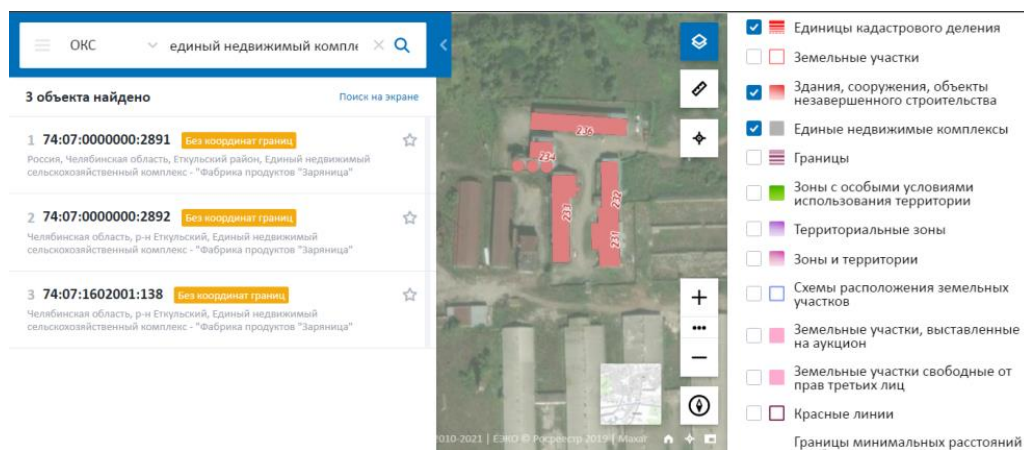 ОКС единый недвижимый компле
3 объекта найдено Поиск на экране
1 74:07:0000000:2891 Без координат границ
Россия, Челябинская область, Еткульский район, Единый недвижимый
сельскохозяйственный комплекс - "Фабрика продуктов "Заряница"
2 74:07:0000000:2892 Без координат границ
Челябинская область, р-н Еткульский, Единый недвижимый
сельскохозяйственный комплекс - "Фабрика продуктов "Заряница"
3 74:07:1602001:138 Без координат границ
Челябинская область, р-н Еткульский, Единый недвижимый
сельскохозяйственный комплекс - "Фабрика продуктов "Заряница"
236
234
233
232
231
2010-2021 | ЕЭКО © Росреестр 2019 | Maxar
Единицы кадастрового деления
Земельные участки
Здания, сооружения, объекты
незавершенного строительства
Единые недвижимые комплексы
Границы
Зоны с особыми условиями
использования территории
Территориальные зоны
Зоны и территории
Схемы расположения земельных
участков
Земельные участки, выставленные
на аукцион
Земельные участки свободные от
прав третьих лиц
Красные линии
Границы минимальных расстояний